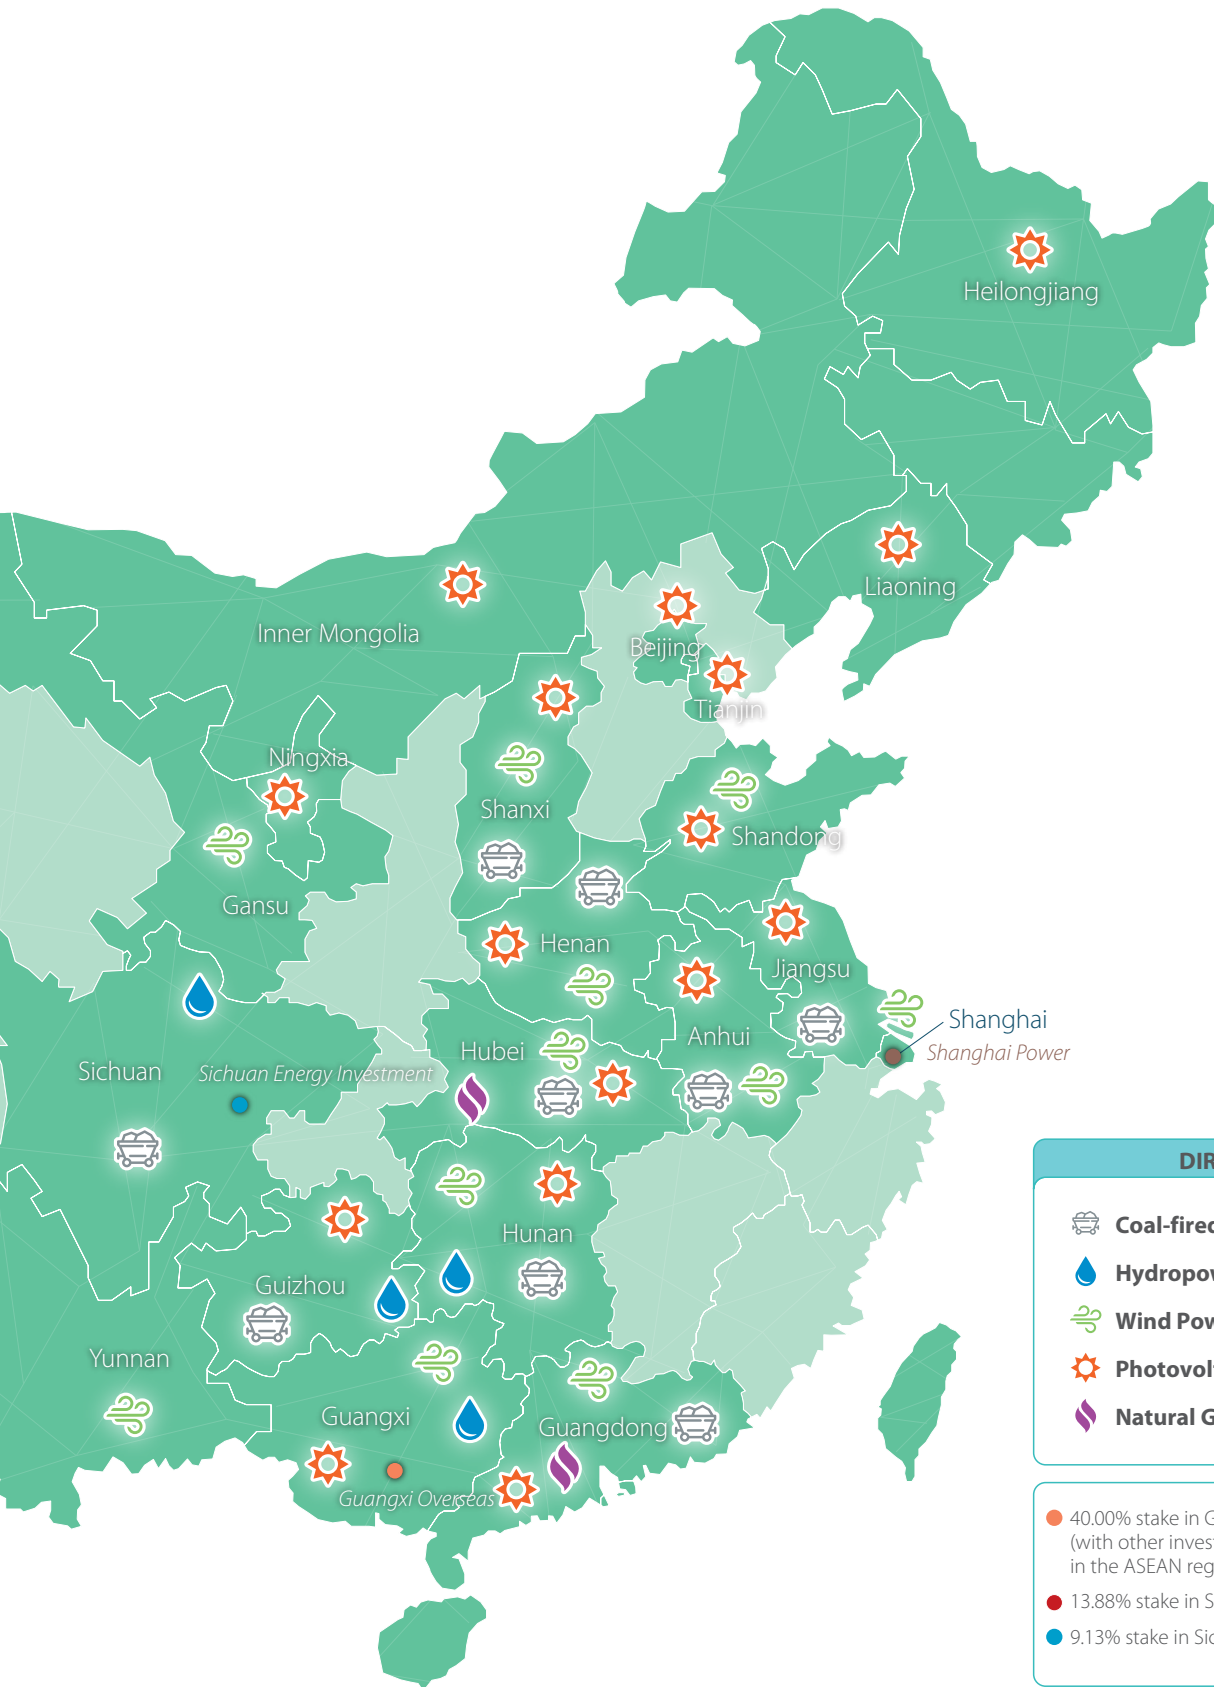 Heilongjiang
Liaoning
Inner Mongolia
Beijing
Tianjin
Ningxia
Shanxi
Shandong
Gansu
Henan
Jiangsu
Shanghai
Shanghai Power
Anhui
Hubei
Sichuan
Sichuan Energy Investment
Hunan
Guizhou
Yunnan
Guangxi
Guangdong
Guangxi Overseas
DIR
Coal-fired
Hydropow
Wind Pow
Photovol
Natural G
40.00% stake in G
(with other invest
in the ASEAN reg
13.88% stake in S
9.13% stake in Sic